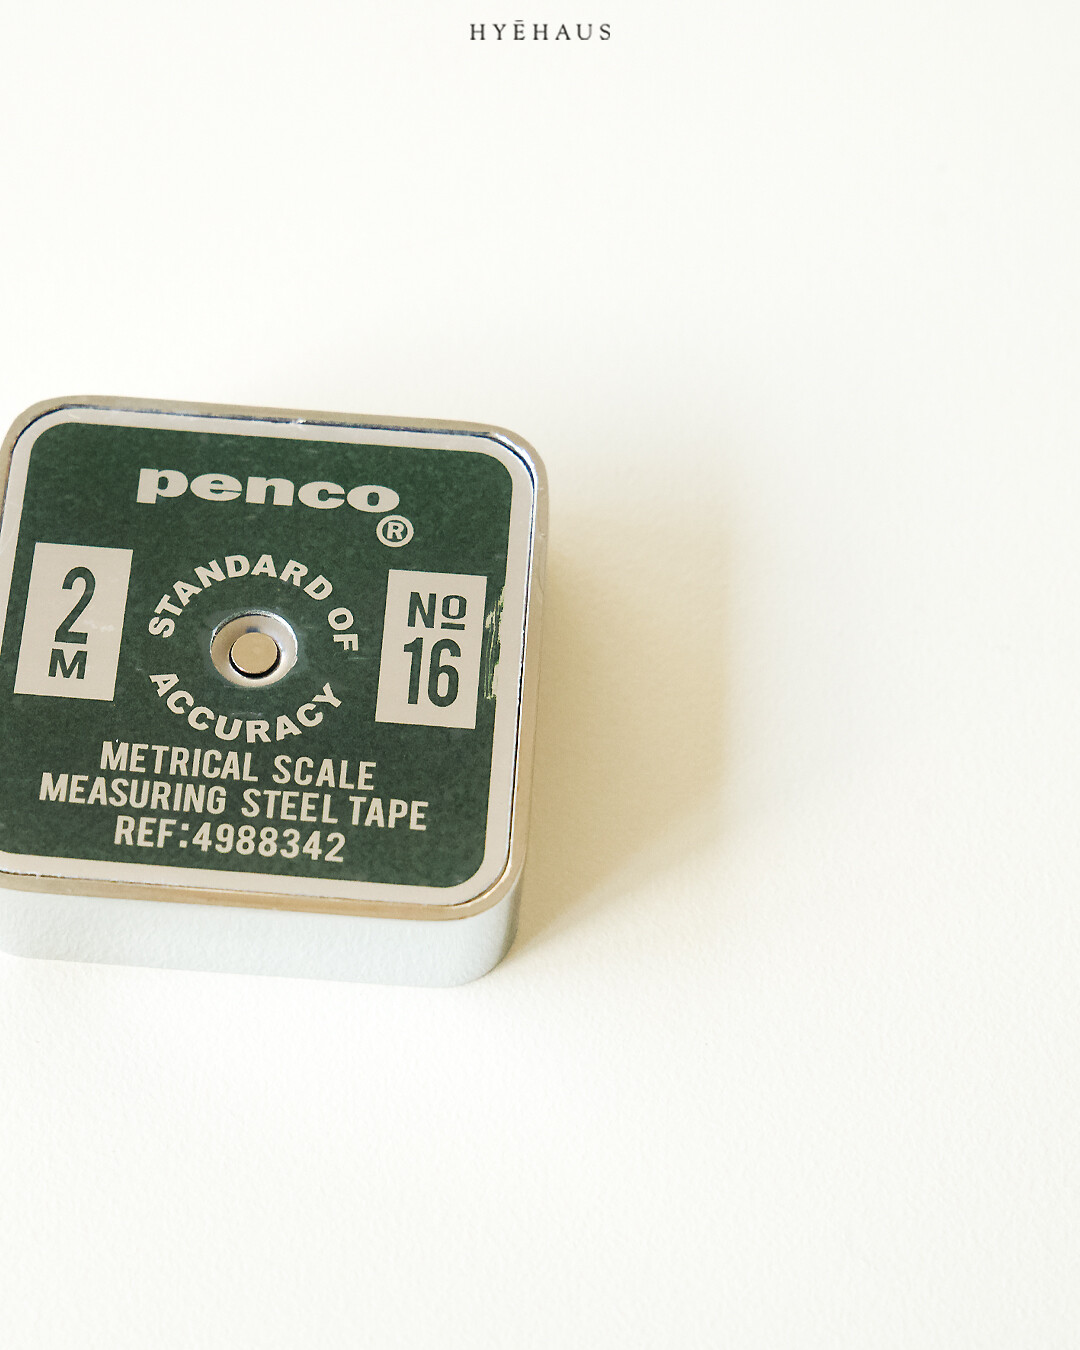 HYĒHAUS
penco®
2
M
STANDARD OF
ACCURACY
No
16
METRICAL SCALE
MEASURING STEEL TAPE
REF:4988342